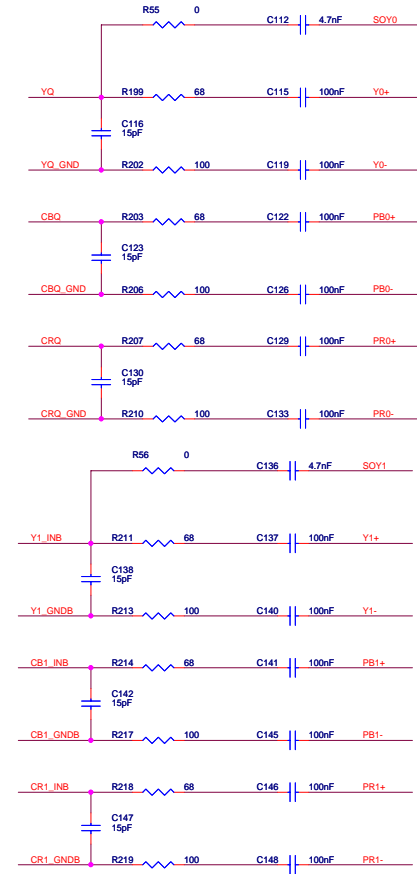 R55 0 C112 4.7nF SOY0
YQ R199 68 C115 100nF Y0+
C116
15pF
YQ_GND R202 100 C119 100nF Y0-
CBQ R203 68 C122 100nF PB0+
C123
15pF
CBQ_GND R206 100 C126 100nF PB0-
CRQ R207 68 C129 100nF PR0+
C130
15pF
CRQ_GND R210 100 C133 100nF PR0-
R56 0 C136 4.7nF SOY1
Y1_INB R211 68 C137 100nF Y1+
C138
15pF
Y1_GNDB R213 100 C140 100nF Y1-
CB1_INB R214 68 C141 100nF PB1+
C142
15pF
CB1_GNDB R217 100 C145 100nF PB1-
CR1_INB R218 68 C146 100nF PR1+
C147
15pF
CR1_GNDB R219 100 C148 100nF PR1-